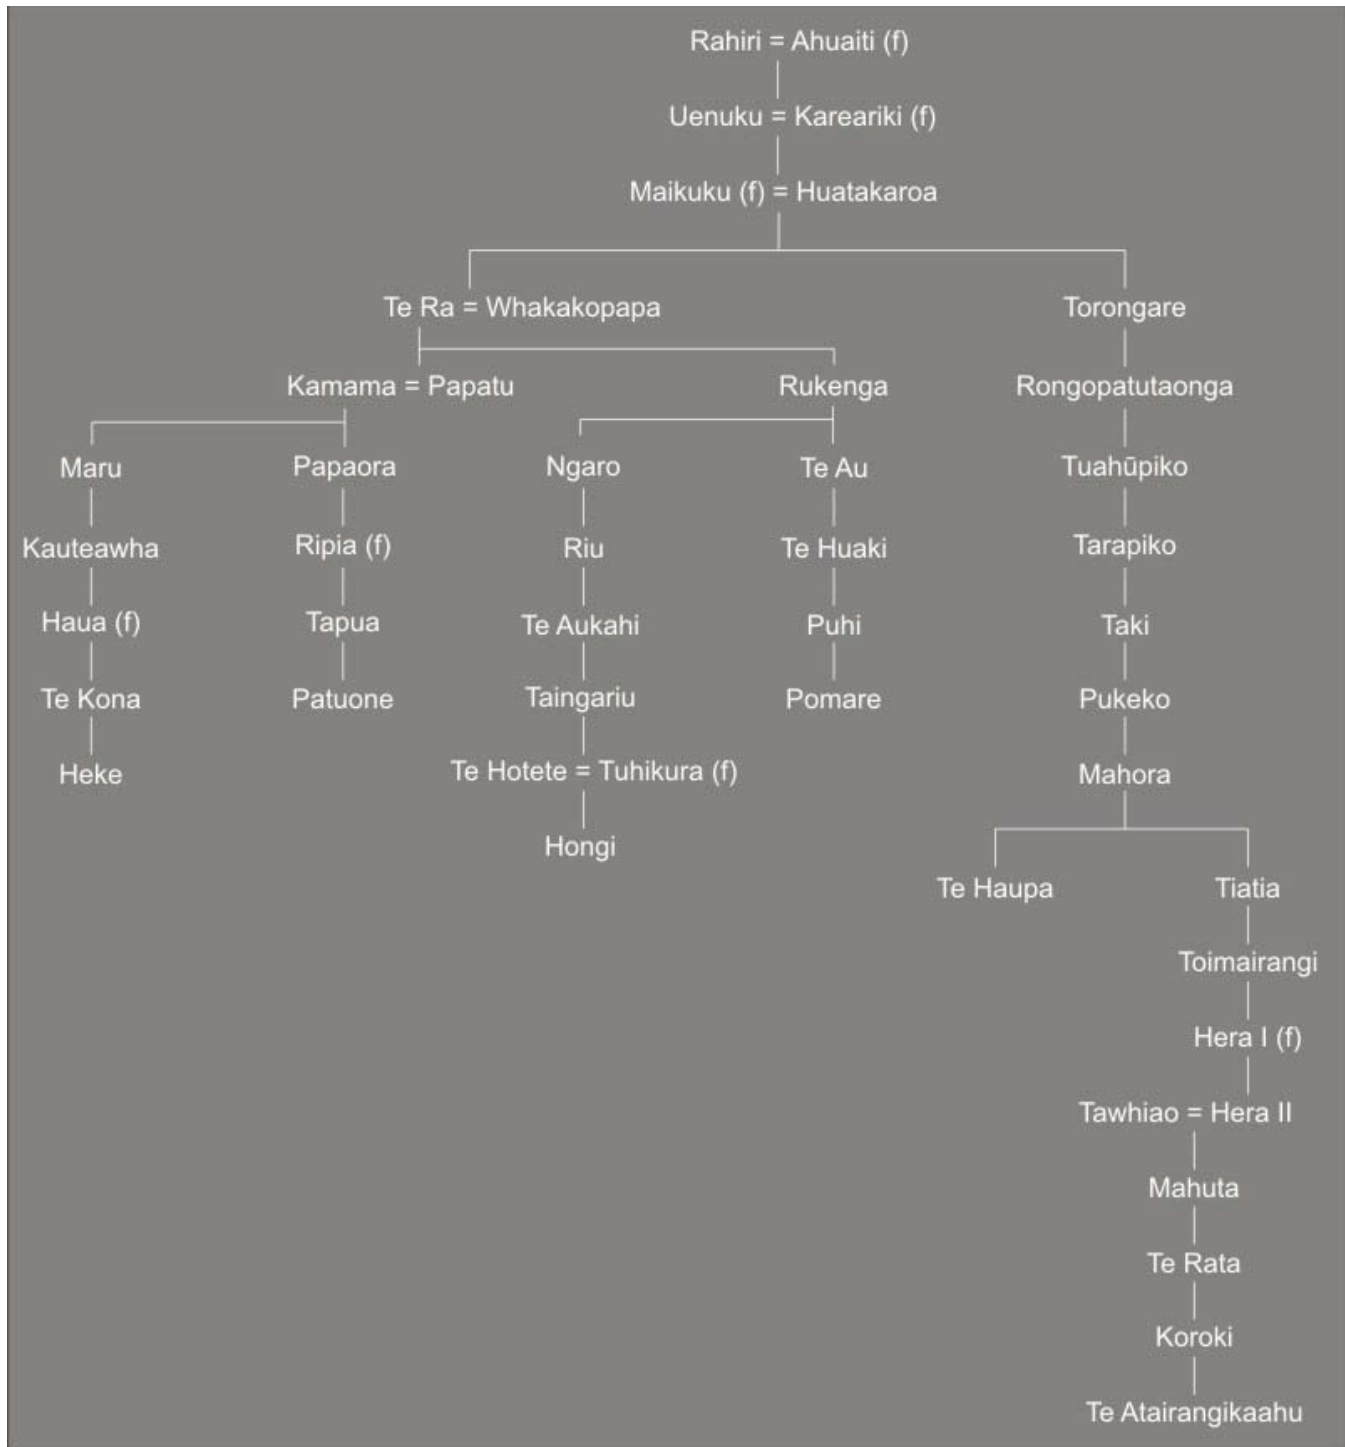 Rahiri = Ahuaiti (f)
Uenuku = Kareariki (f)
Maikuku (f) = Huatakaroa
Te Ra = Whakakopapa
Torongare
Kamama = Papatu
Rukenga
Rongopatutaonga
Maru
Papaora
Ngaro
Te Au
Tuahūpiko
Kauteawha
Ripia (f)
Riu
Te Huaki
Tarapiko
Haua (f)
Tapua
Te Aukahi
Puhi
Taki
Te Kona
Patuone
Taingariu
Pomare
Pukeko
Heke
Te Hotete = Tuhikura (f)
Mahora
Hongi
Te Haupa
Tiatia
Toimairangi
Hera I (f)
Tawhiao = Hera II
Mahuta
Te Rata
Koroki
Te Atairangikaahu